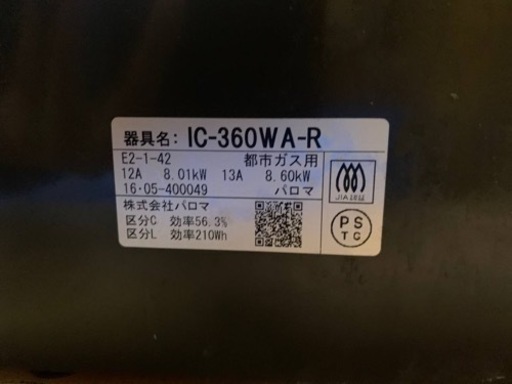 器具名: IC-360WA-R
E2-1-42 都市ガス用
12A 8.01kW 13A 8.60kW
16·05-400049 パロマ
株式会社パロマ
区分C 効率56.3%
区分L 効率210Wh
JIA認証
PS
TG